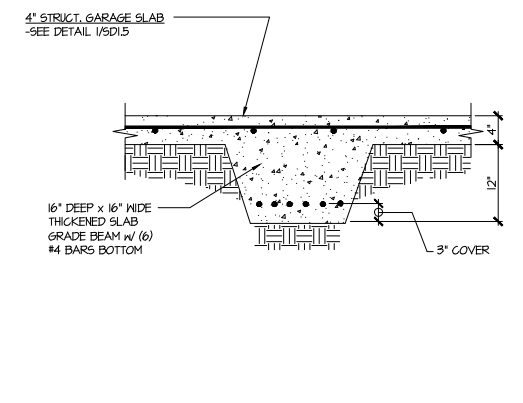 4" STRUCT. GARAGE SLAB
-SEE DETAIL 1/SD1.5
4"
12"
16" DEEP x 16" WIDE
THICKENED SLAB
GRADE BEAM w/ (6)
#4 BARS BOTTOM
3" COVER